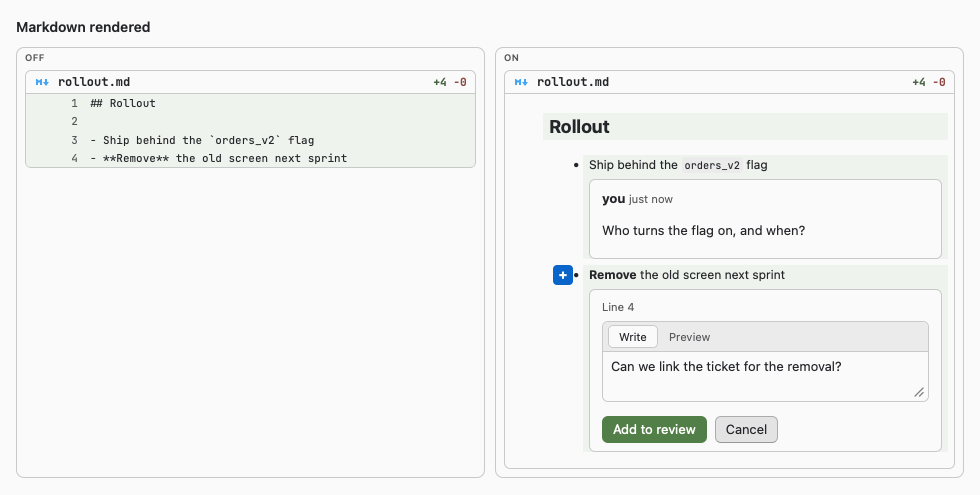 Markdown rendered
OFF
M↓ rollout.md +4 -0
1 ## Rollout
2
3 - Ship behind the `orders_v2` flag
4 - **Remove** the old screen next sprint
ON
M↓ rollout.md +4 -0
Rollout
• Ship behind the orders_v2 flag
you just now
Who turns the flag on, and when?
+ • Remove the old screen next sprint
Line 4
Write Preview
Can we link the ticket for the removal?
Add to review Cancel